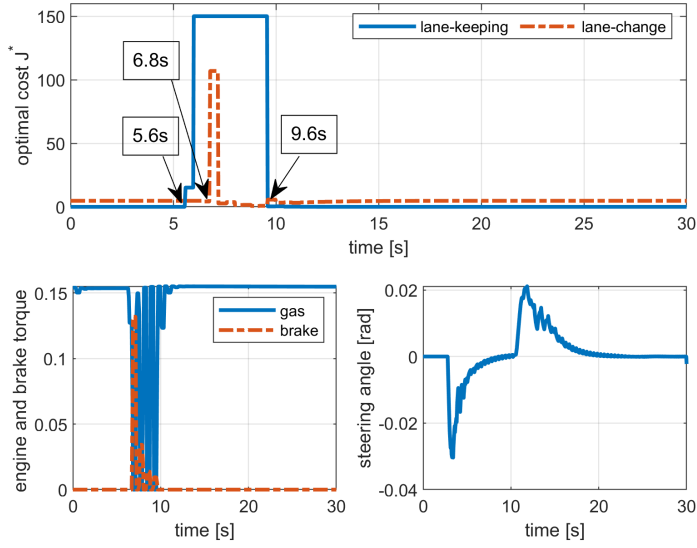 150
100
50
0
optimal cost J*
lane-keeping
lane-change
6.8s
5.6s
9.6s
0
5
10
15
20
25
30
time [s]
0.15
0.1
0.05
0
engine and brake torque
gas
brake
0
10
20
30
time [s]
0.02
0
-0.02
-0.04
steering angle [rad]
0
10
20
30
time [s]